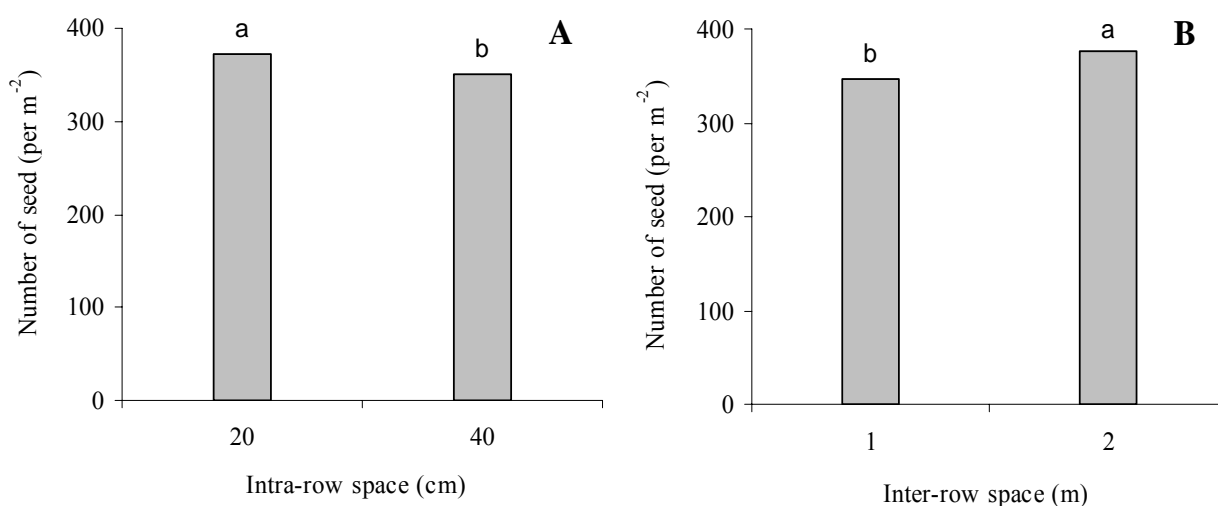 A
Number of seed (per m⁻²)
400
300
200
100
0
a
b
20
40
Intra-row space (cm)
B
Number of seed (per m⁻²)
400
300
200
100
0
b
a
1
2
Inter-row space (m)